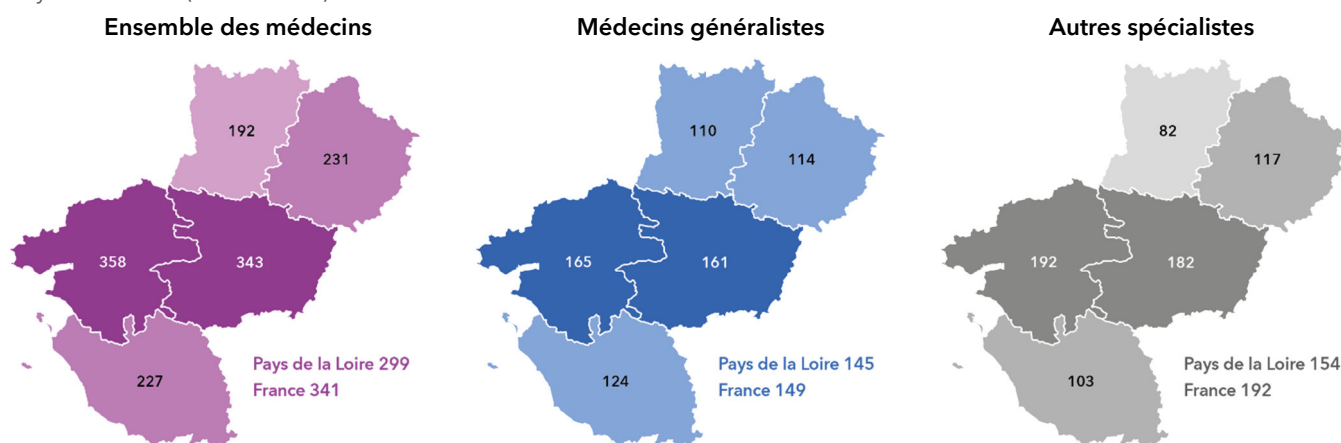 Ensemble des médecins
192
231
358
343
227
Pays de la Loire 299
France 341
Médecins généralistes
110
114
165
161
124
Pays de la Loire 145
France 149
Autres spécialistes
82
117
192
182
103
Pays de la Loire 154
France 192